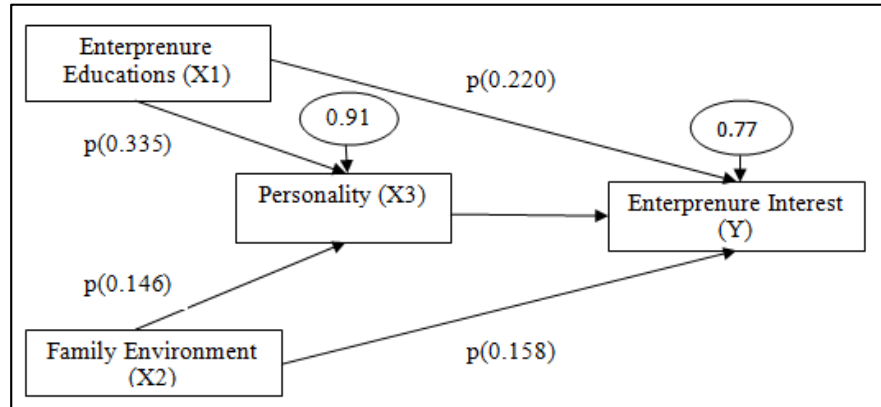 Enterprenure
Educations (X1)
p(0.220)
0.91
0.77
p(0.335)
Personality (X3)
Enterprenure Interest
(Y)
p(0.146)
Family Environment
(X2)
p(0.158)